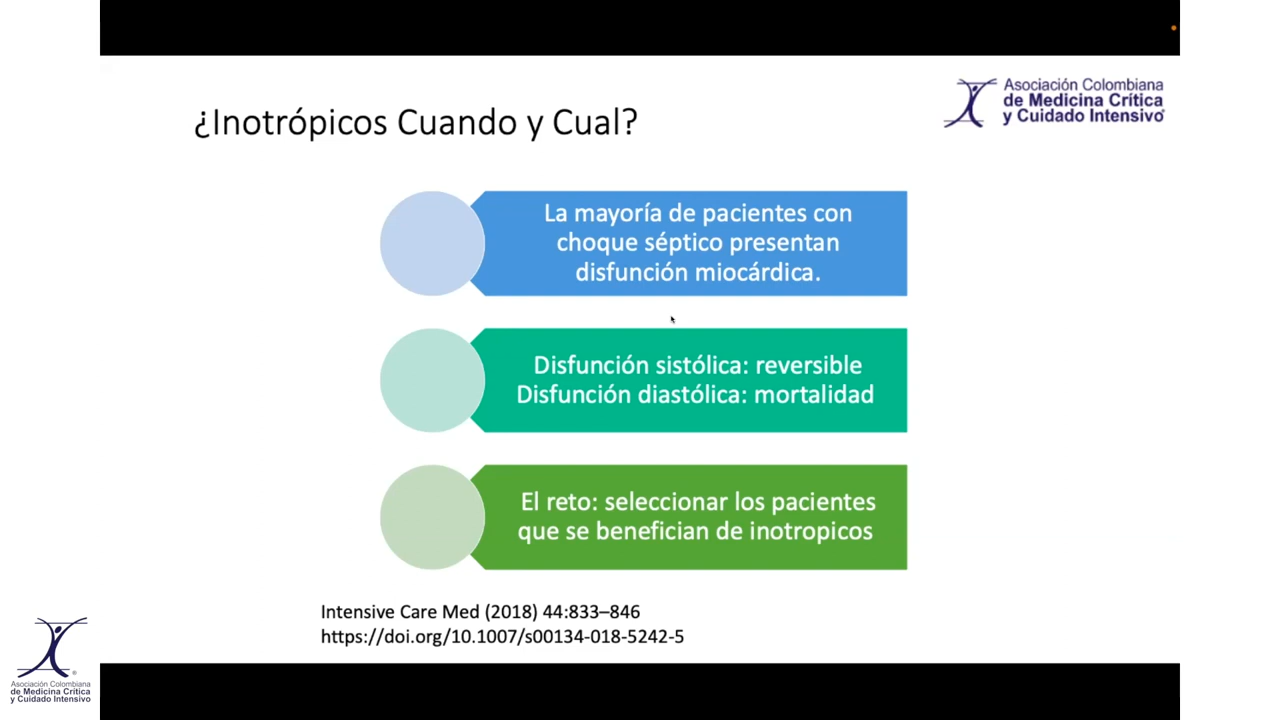 ¿Inotrópicos Cuando y Cual?
Asociación Colombiana
de Medicina Crítica
y Cuidado Intensivo
La mayoría de pacientes con
choque séptico presentan
disfunción miocárdica.
Disfunción sistólica: reversible
Disfunción diastólica: mortalidad
El reto: seleccionar los pacientes
que se benefician de inotropicos
Intensive Care Med (2018) 44:833–846
https://doi.org/10.1007/s00134-018-5242-5
Asociación Colombiana
de Medicina Crítica
y Cuidado Intensivo